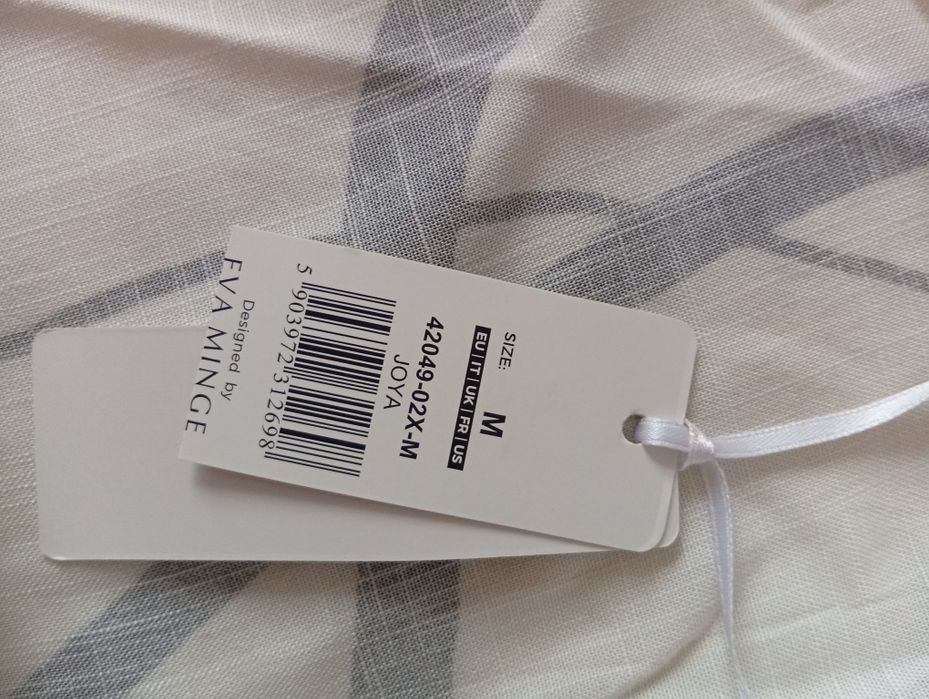 SIZE:
M
EU|IT|UK|FR|US
42049-02X-M
JOYA
5 903972 312698
Designed by
EVA MINGE